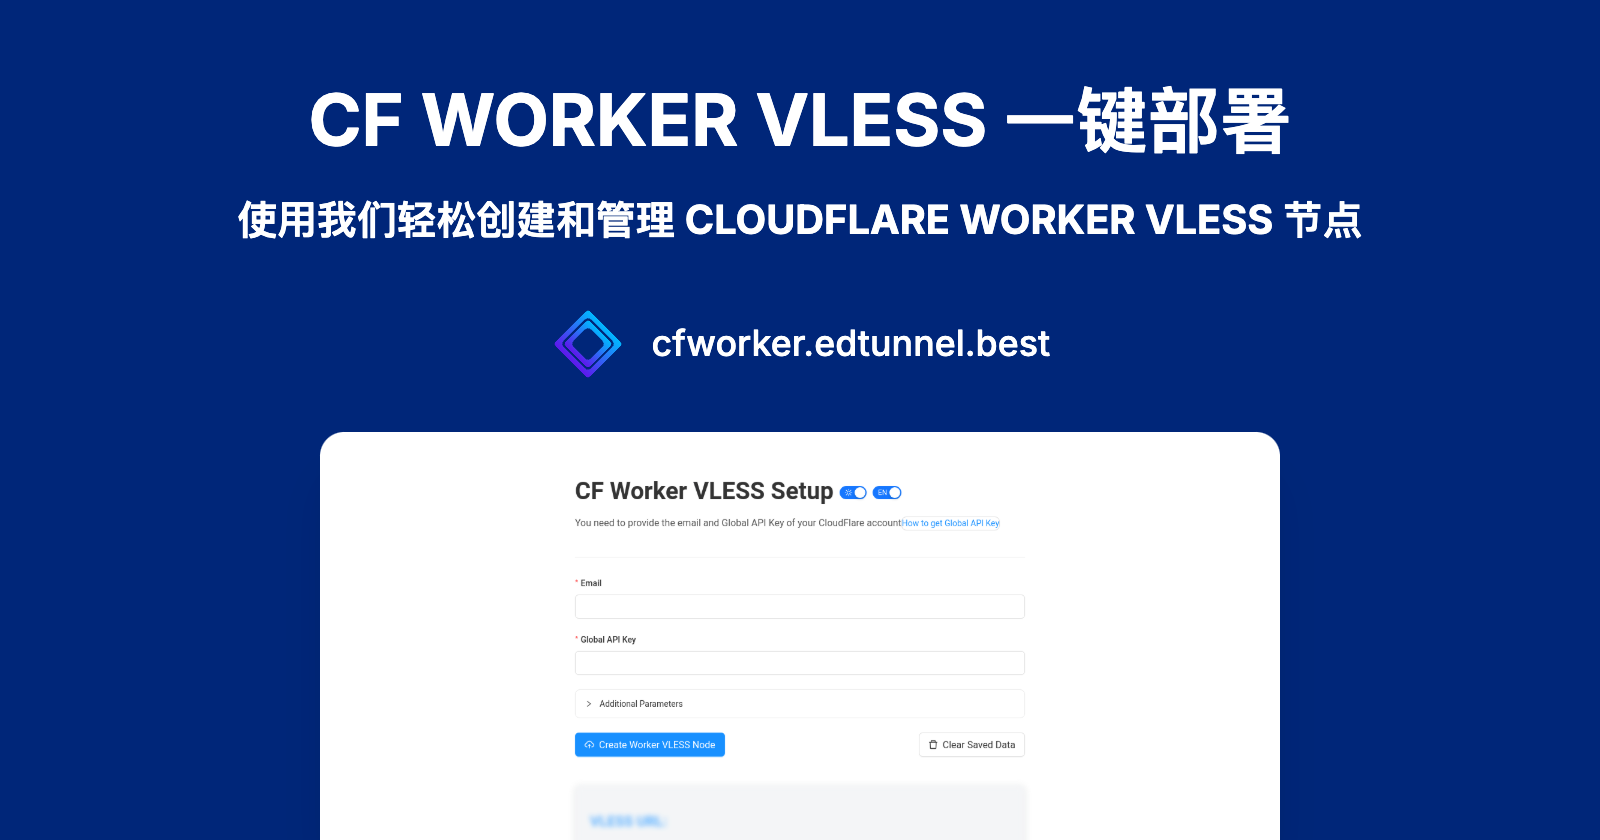 CF WORKER VLESS 一键部署
使用我们轻松创建和管理 CLOUDFLARE WORKER VLESS 节点
cfworker.edtunnel.best
CF Worker VLESS Setup EN
You need to provide the email and Global API Key of your CloudFlare account How to get Global API Key
* Email
* Global API Key
Additional Parameters
Create Worker VLESS Node Clear Saved Data
VLESS URL: